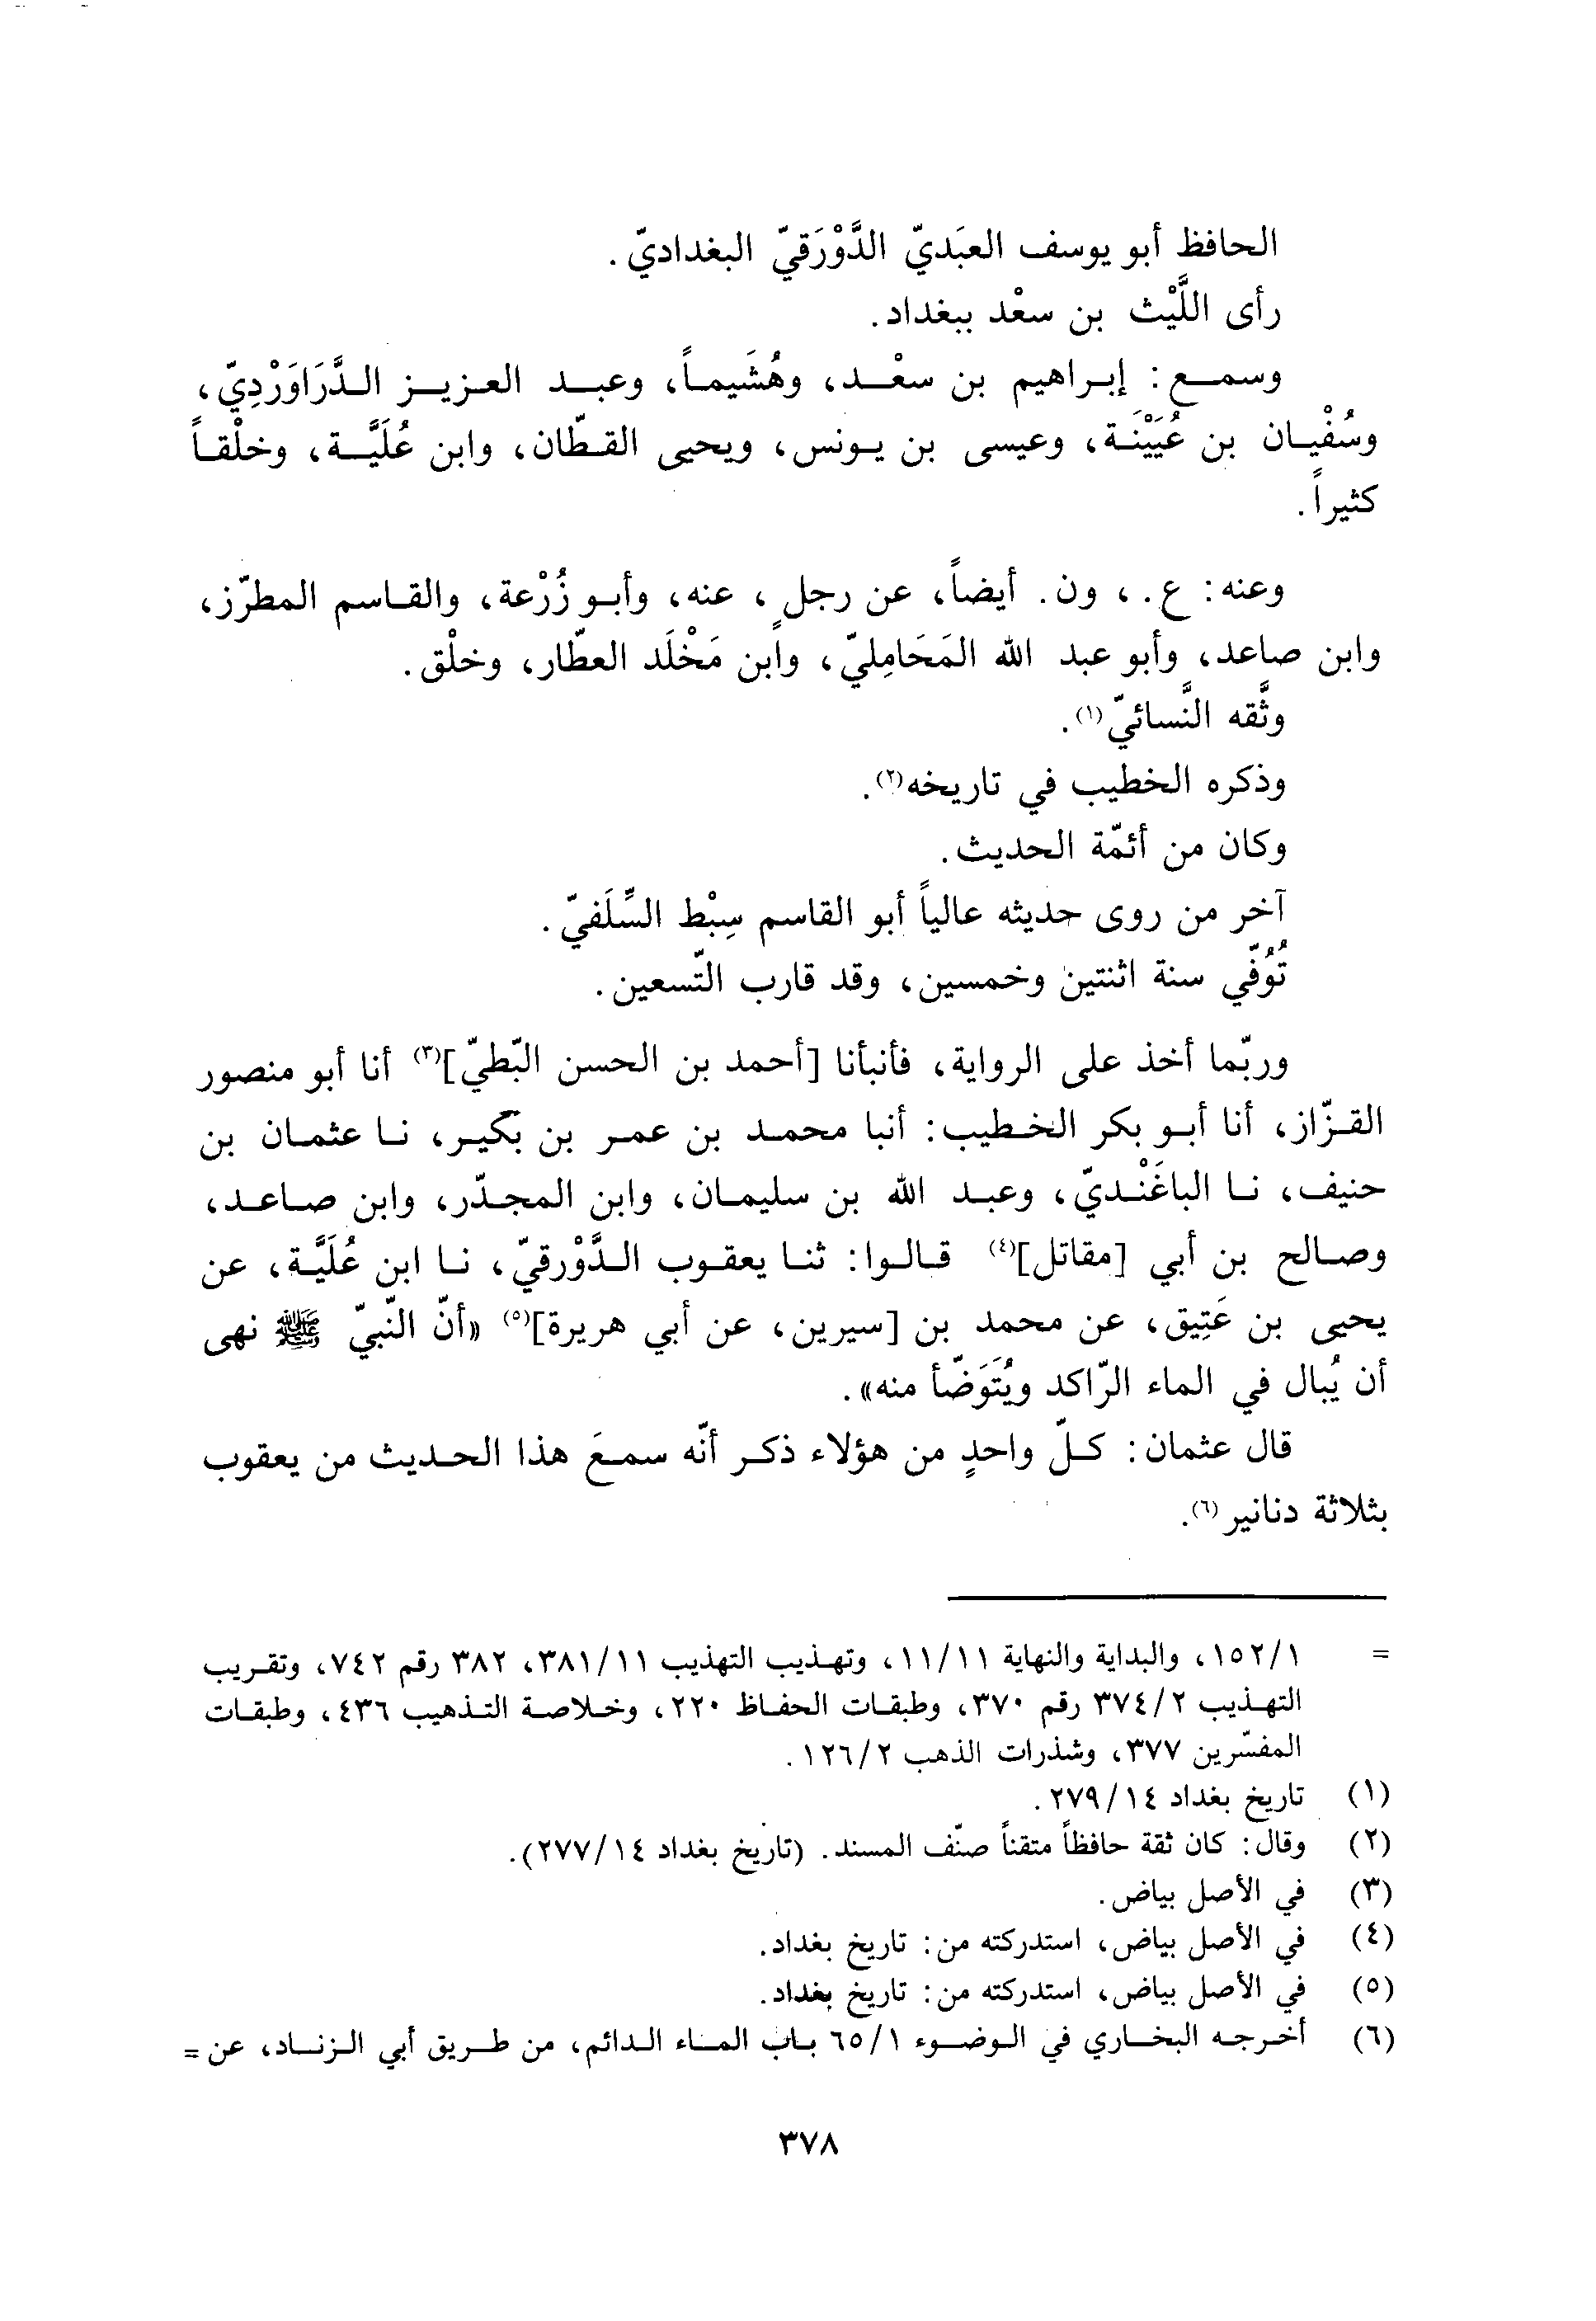 الحافظ أبو يوسف العبَديّ الدَّوْرَقيّ البغداديّ.
رأى اللَّيْث بن سعْد ببغداد.
وسمع: إبراهيم بن سعْد، وهُشَيماً، وعبد العزيز الدَّرَاوَرْدِيّ،
وسُفْيان بن عُيَيْنَة، وعيسى بن يونس، ويحيى القطّان، وابن عُلَيَّة، وخلْقاً
كثيراً.
وعنه: ع.، ون. أيضاً، عن رجلٍ، عنه، وأبو زُرْعة، والقاسم المطرّز،
وابن صاعد، وأبو عبد الله المَحَامِليّ، وابن مَخْلَد العطّار، وخلْق.
وثَّقه النَّسائيّ(١).
وذكره الخطيب في تاريخه(٢).
وكان من أئمّة الحديث.
آخر من روى حديثه عالياً أبو القاسم سِبْط السِّلَفيّ.
تُوُفّي سنة اثنتين وخمسين، وقد قارب التّسعين.
وربّما أخذ على الرواية، فأنبأنا [أحمد بن الحسن البّطيّ](٣) أنا أبو منصور
القزّاز، أنا أبو بكر الخطيب: أنبا محمد بن عمر بن بكير، نا عثمان بن
حنيف، نا الباغَنْديّ، وعبد الله بن سليمان، وابن المجدّر، وابن صاعد،
وصالح بن أبي [مقاتل](٤) قالوا: ثنا يعقوب الدَّوْرقيّ، نا ابن عُلَيَّة، عن
يحيى بن عَتِيق، عن محمد بن [سيرين، عن أبي هريرة](٥) «أنّ النّبيّ ﷺ نهى
أن يُبال في الماء الرّاكد ويُتَوَضّأ منه».
قال عثمان: كلّ واحدٍ من هؤلاء ذكر أنّه سمعَ هذا الحديث من يعقوب
بثلاثة دنانير(٦).
= ١٥٢/١، والبداية والنهاية ١١/١١، وتهذيب التهذيب ٣٨١/١١، ٣٨٢ رقم ٧٤٢، وتقريب
التهذيب ٣٧٤/٢ رقم ٣٧٠، وطبقات الحفاظ ٢٢٠، وخلاصة التذهيب ٤٣٦، وطبقات
المفسّرين ٣٧٧، وشذرات الذهب ١٢٦/٢.
(١) تاريخ بغداد ٢٧٩/١٤.
(٢) وقال: كان ثقة حافظاً متقناً صنّف المسند. (تاريخ بغداد ٢٧٧/١٤).
(٣) في الأصل بياض.
(٤) في الأصل بياض، استدركته من: تاريخ بغداد.
(٥) في الأصل بياض، استدركته من: تاريخ بغداد.
(٦) أخرجه البخاري في الوضوء ٦٥/١ باب الماء الدائم، من طريق أبي الزناد، عن =
٣٧٨